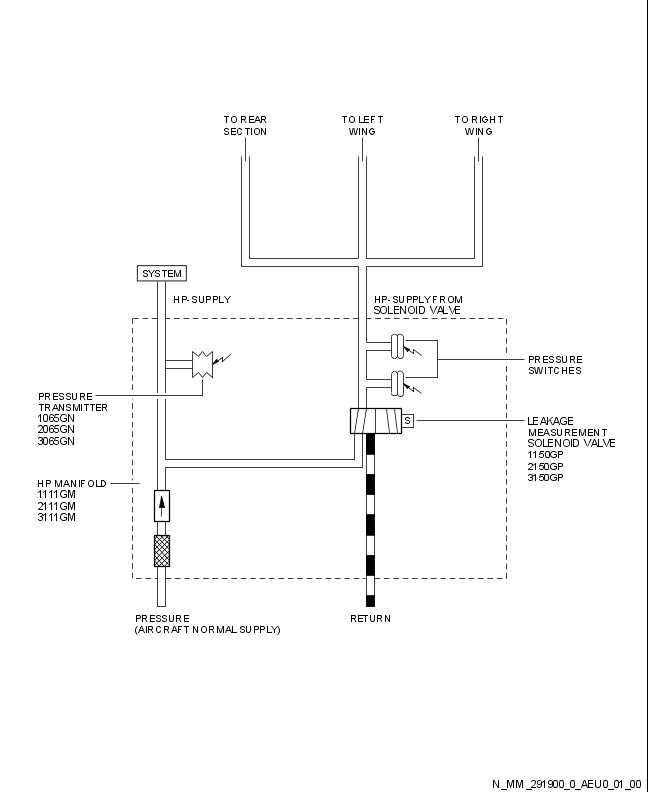 TO REAR
SECTION
TO LEFT
WING
TO RIGHT
WING
SYSTEM
HP-SUPPLY
HP-SUPPLY FROM
SOLENOID VALVE
PRESSURE
SWITCHES
PRESSURE
TRANSMITTER
1065GN
2065GN
3065GN
S
LEAKAGE
MEASUREMENT
SOLENOID VALVE
1150GP
2150GP
3150GP
HP MANIFOLD
1111GM
2111GM
3111GM
PRESSURE
(AIRCRAFT NORMAL SUPPLY)
RETURN
N_MM_291900_0_AEU0_01_00